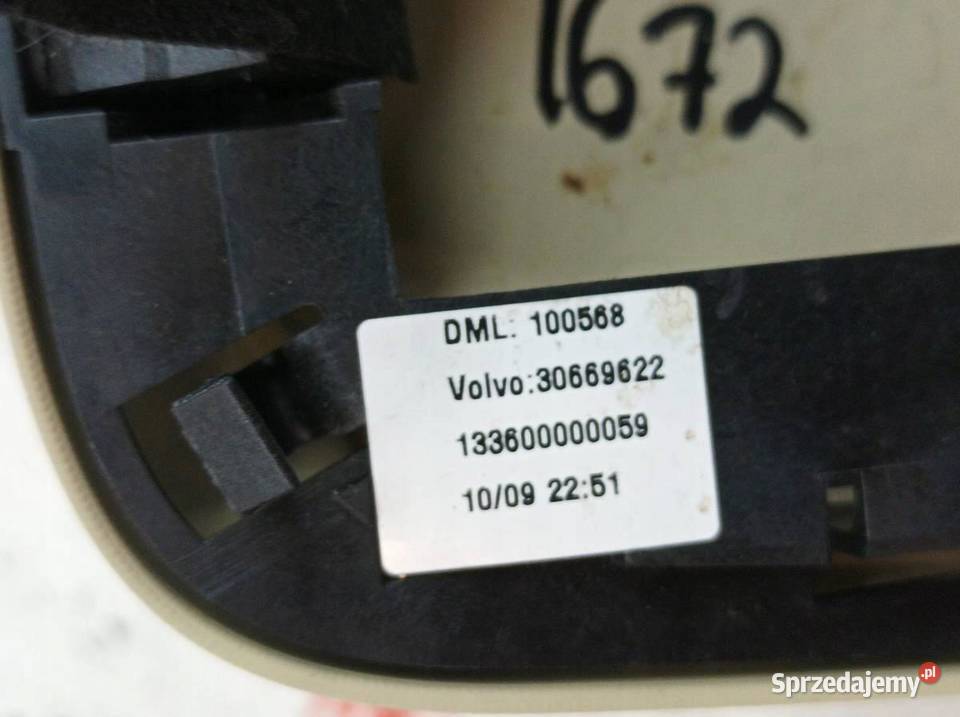 1672
DML: 100568
Volvo:30669622
133600000059
10/09 22:51
Sprzedajemy.pl